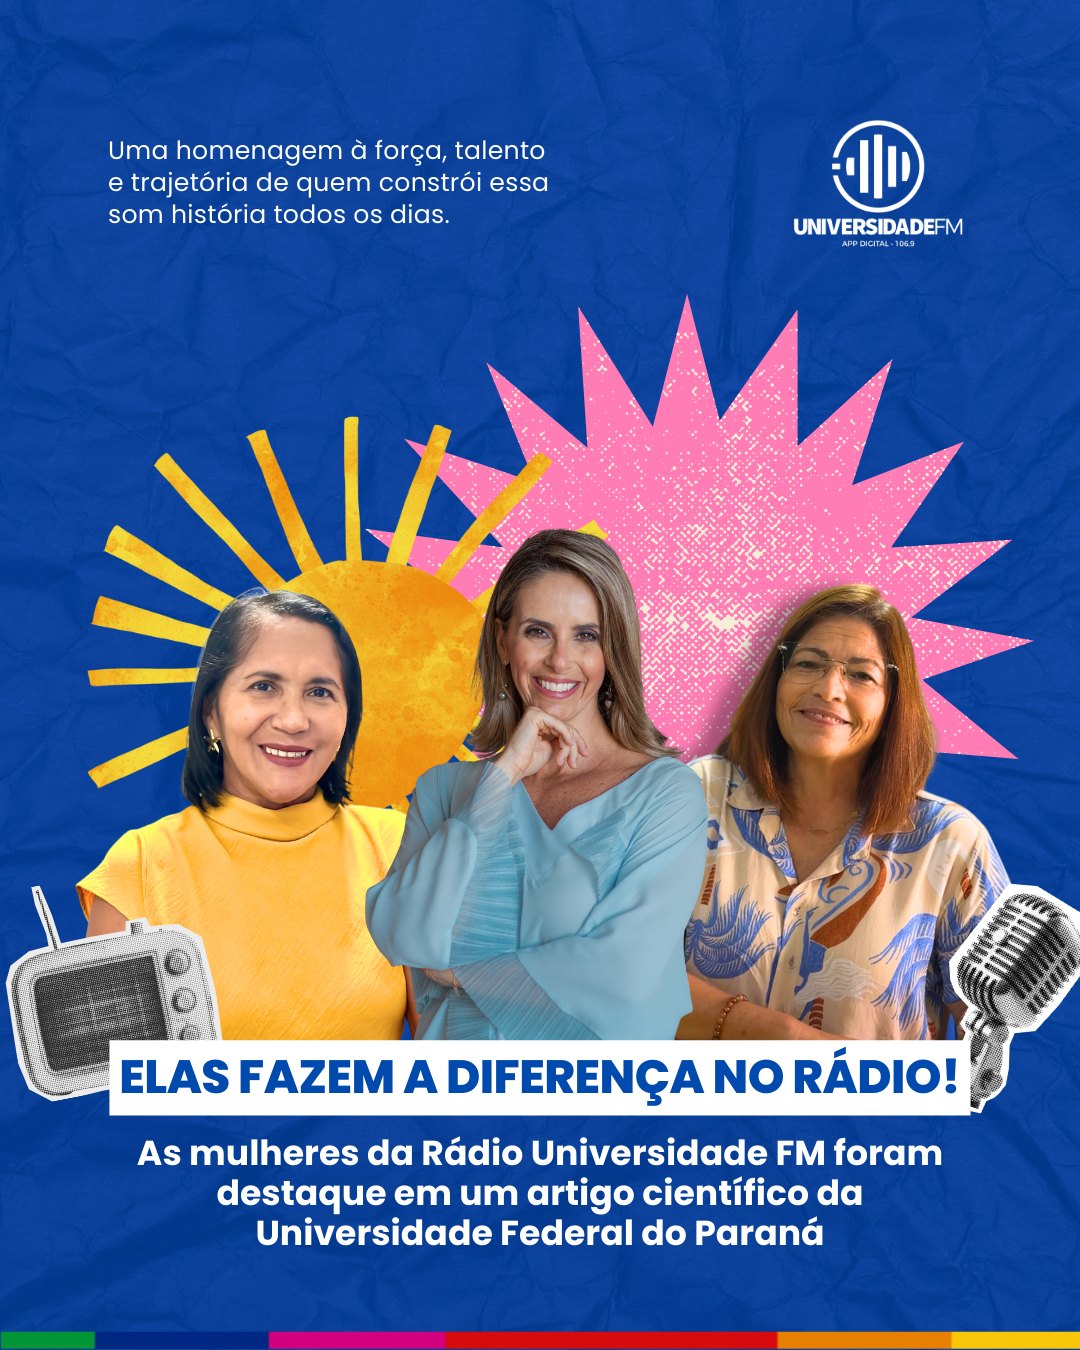 Uma homenagem à força, talento
e trajetória de quem constrói essa
som história todos os dias.
UNIVERSIDADEFM
APP DIGITAL - 106.9
ELAS FAZEM A DIFERENÇA NO RÁDIO!
As mulheres da Rádio Universidade FM foram
destaque em um artigo científico da
Universidade Federal do Paraná